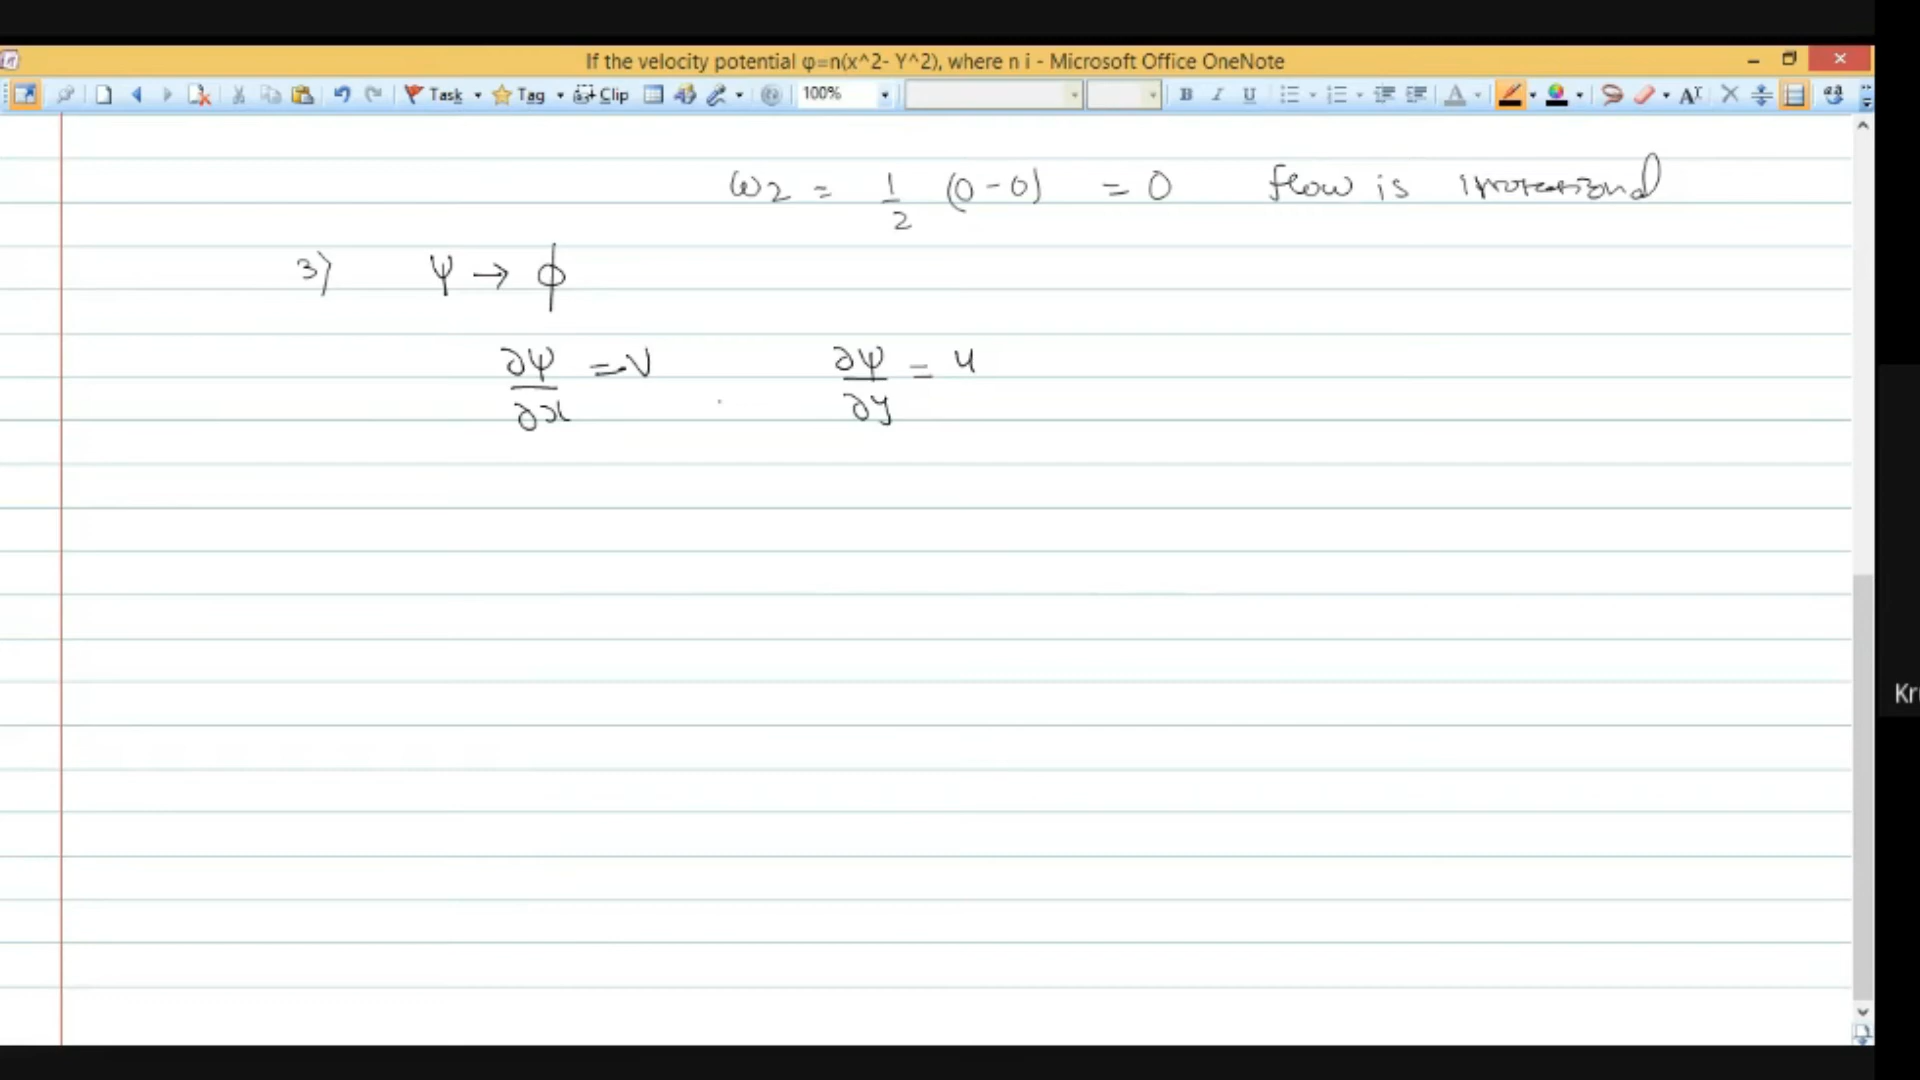 If the velocity potential φ=n(x^2- Y^2), where n i - Microsoft Office OneNote
Task Tag Clip 100% B I U
ω2 = 1/2 (0-0) = 0 flow is irrotational
3) ψ → ϕ
∂ψ/∂x = -V ∂ψ/∂y = u
Kr